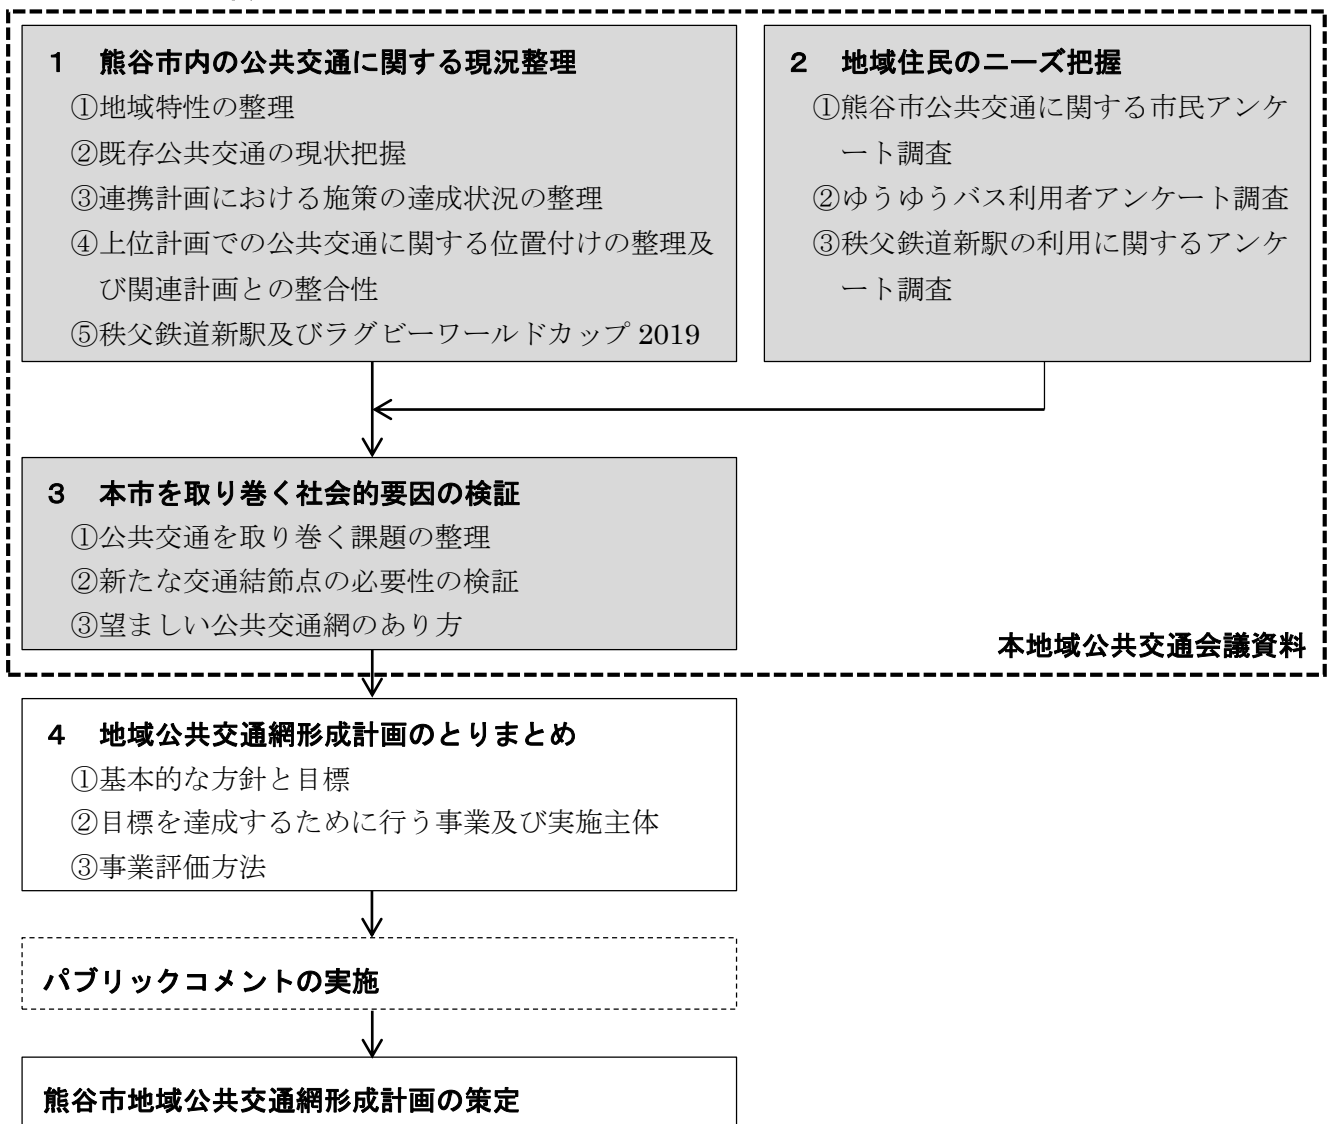 1 熊谷市内の公共交通に関する現況整理
①地域特性の整理
②既存公共交通の現状把握
③連携計画における施策の達成状況の整理
④上位計画での公共交通に関する位置付けの整理及
び関連計画との整合性
⑤秩父鉄道新駅及びラグビーワールドカップ 2019
2 地域住民のニーズ把握
①熊谷市公共交通に関する市民アンケ
ート調査
②ゆうゆうバス利用者アンケート調査
③秩父鉄道新駅の利用に関するアンケ
ート調査
3 本市を取り巻く社会的要因の検証
①公共交通を取り巻く課題の整理
②新たな交通結節点の必要性の検証
③望ましい公共交通網のあり方
本地域公共交通会議資料
4 地域公共交通網形成計画のとりまとめ
①基本的な方針と目標
②目標を達成するために行う事業及び実施主体
③事業評価方法
パブリックコメントの実施
熊谷市地域公共交通網形成計画の策定